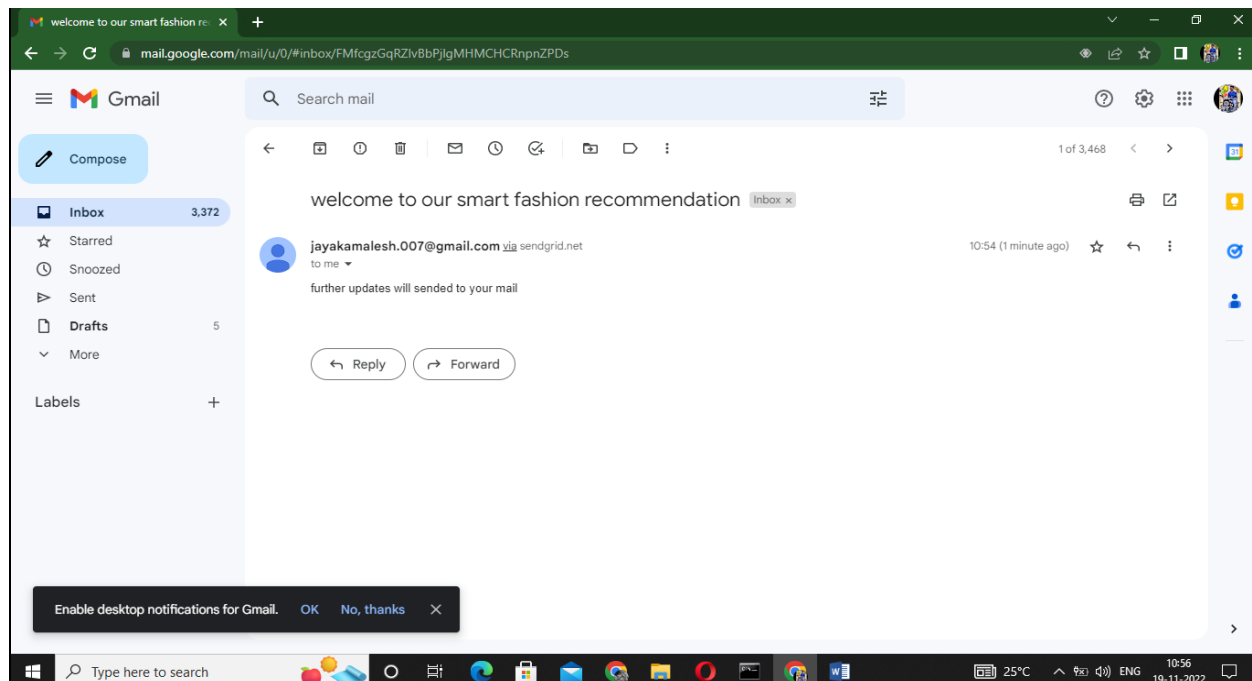 welcome to our smart fashion re
mail.google.com/mail/u/0/#inbox/FMfcgzGqRZlvBbPjlgMHMCHCRnpnZPDs
Gmail
Search mail
Compose
1 of 3,468
welcome to our smart fashion recommendation Inbox ×
Inbox 3,372
Starred
jayakamalesh.007@gmail.com via sendgrid.net 10:54 (1 minute ago)
to me
Snoozed
further updates will sended to your mail
Sent
Drafts 5
More
Reply Forward
Labels +
31
Enable desktop notifications for Gmail. OK No, thanks
Type here to search
25°C ENG 10:56
19-11-2022